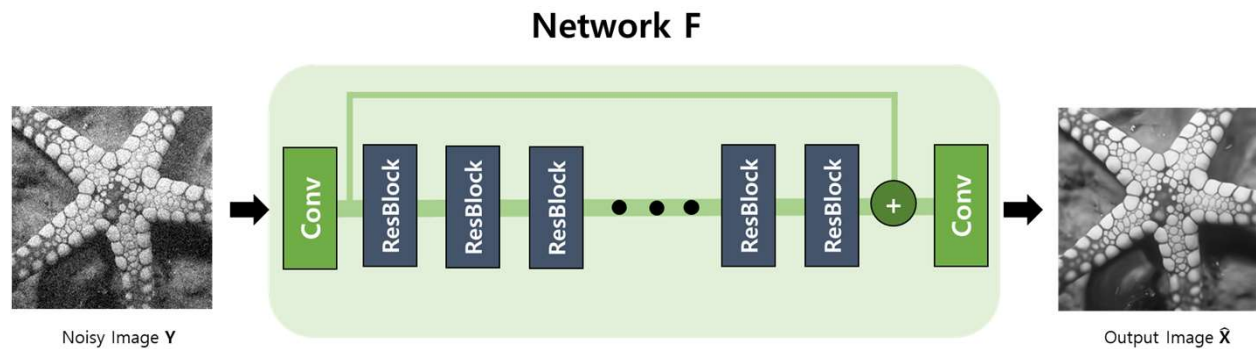 Network F
Conv
ResBlock
ResBlock
ResBlock
ResBlock
ResBlock
+
Conv
Noisy Image Y
Output Image X̂